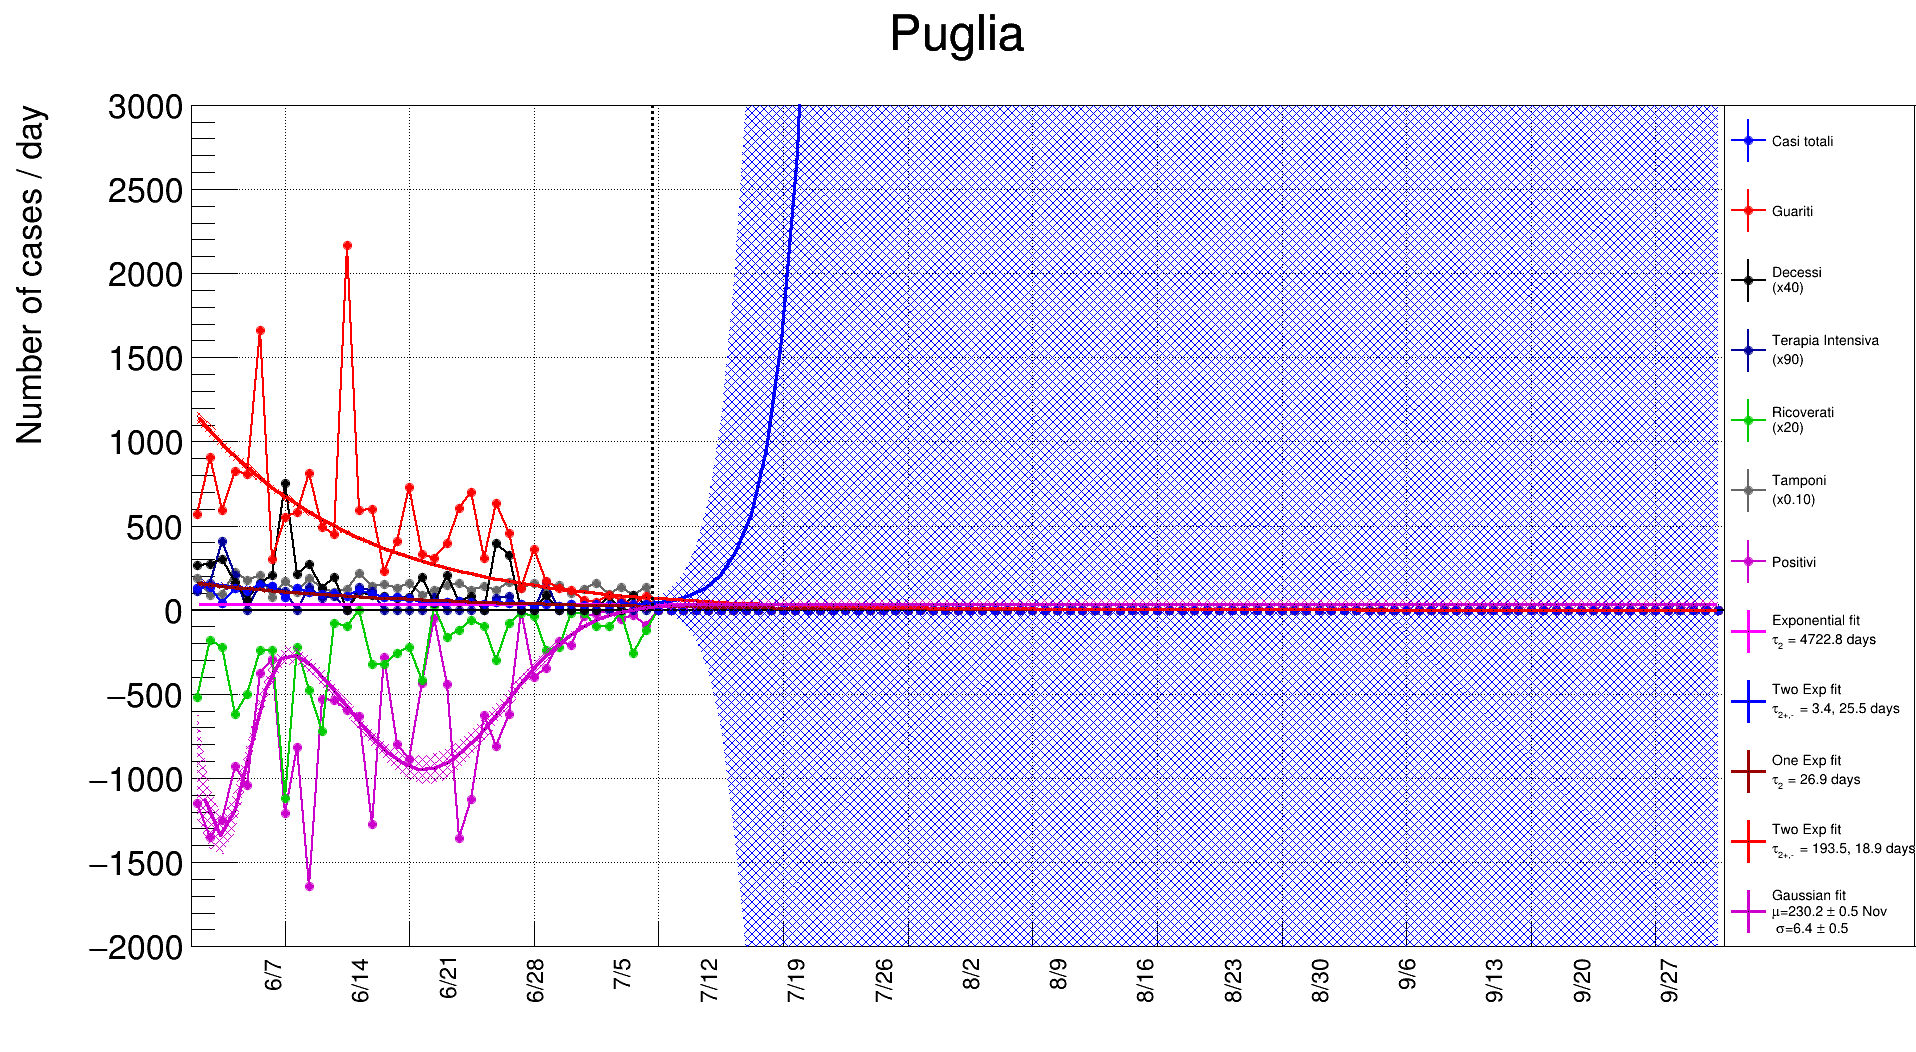 Puglia
Number of cases / day
3000
2500
2000
1500
1000
500
0
−500
−1000
−1500
−2000
6/7
6/14
6/21
6/28
7/5
7/12
7/19
7/26
8/2
8/9
8/16
8/23
8/30
9/6
9/13
9/20
9/27
Casi totali
Guariti
Decessi
(x40)
Terapia Intensiva
(x90)
Ricoverati
(x20)
Tamponi
(x0.10)
Positivi
Exponential fit
τ2 = 4722.8 days
Two Exp fit
τ2+,- = 3.4, 25.5 days
One Exp fit
τ2 = 26.9 days
Two Exp fit
τ2+,- = 193.5, 18.9 days
Gaussian fit
μ=230.2 ± 0.5 Nov
σ=6.4 ± 0.5